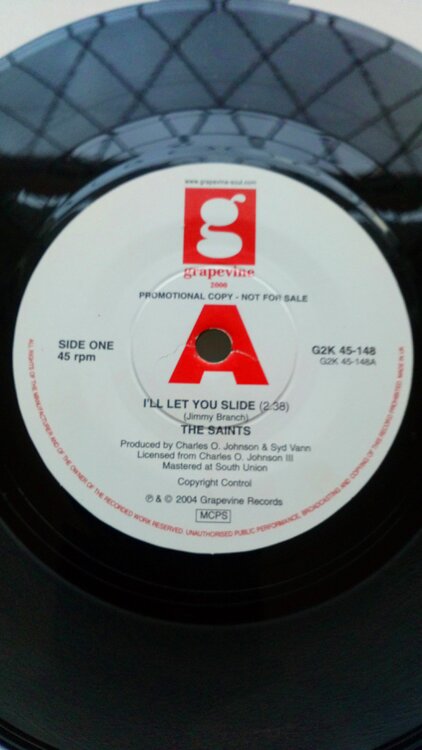 www.grapevine-soul.com
g
grapevine
2000
PROMOTIONAL COPY - NOT FOR SALE
A
SIDE ONE
45 rpm
G2K 45-148
G2K 45-148A
I'LL LET YOU SLIDE (2:38)
(Jimmy Branch)
THE SAINTS
Produced by Charles O. Johnson & Syd Vann
Licensed from Charles O. Johnson III
Mastered at South Union
Copyright Control
℗ & © 2004 Grapevine Records
MCPS
ALL RIGHTS OF THE MANUFACTURER AND OF THE OWNER OF THE RECORDED WORK RESERVED. UNAUTHORISED PUBLIC PERFORMANCE, BROADCASTING AND COPYING OF THIS RECORD PROHIBITED. MADE IN UK